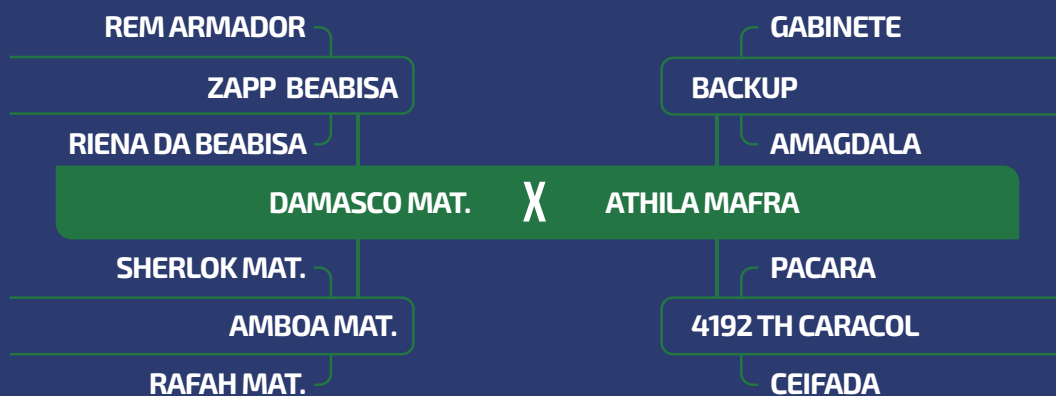 REM ARMADOR GABINETE
ZAPP BEABISA BACKUP
RIENA DA BEABISA AMAGDALA
DAMASCO MAT. X ATHILA MAFRA
SHERLOK MAT. PACARA
AMBOA MAT. 4192 TH CARACOL
RAFAH MAT. CEIFADA